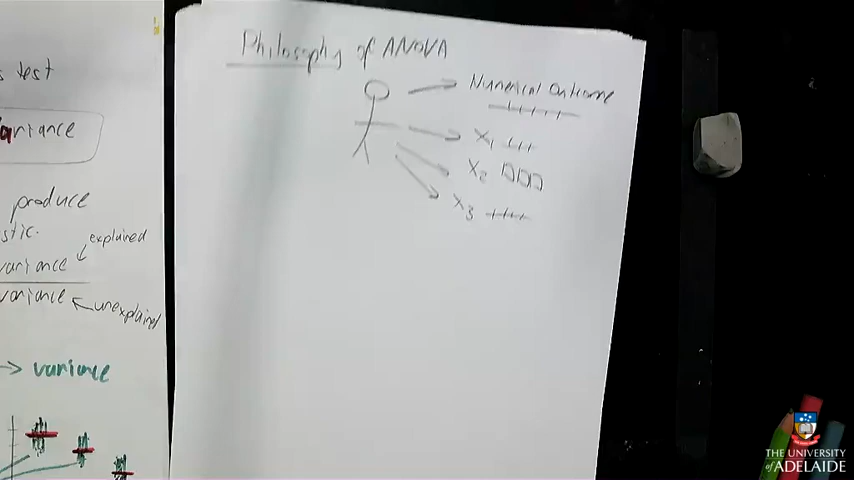 s test
variance
produce
stic.
explained
variance
variance
unexplained
→ variance
Philosophy of ANOVA
Numerical Outcome
X1
X2
X3
THE UNIVERSITY
of ADELAIDE